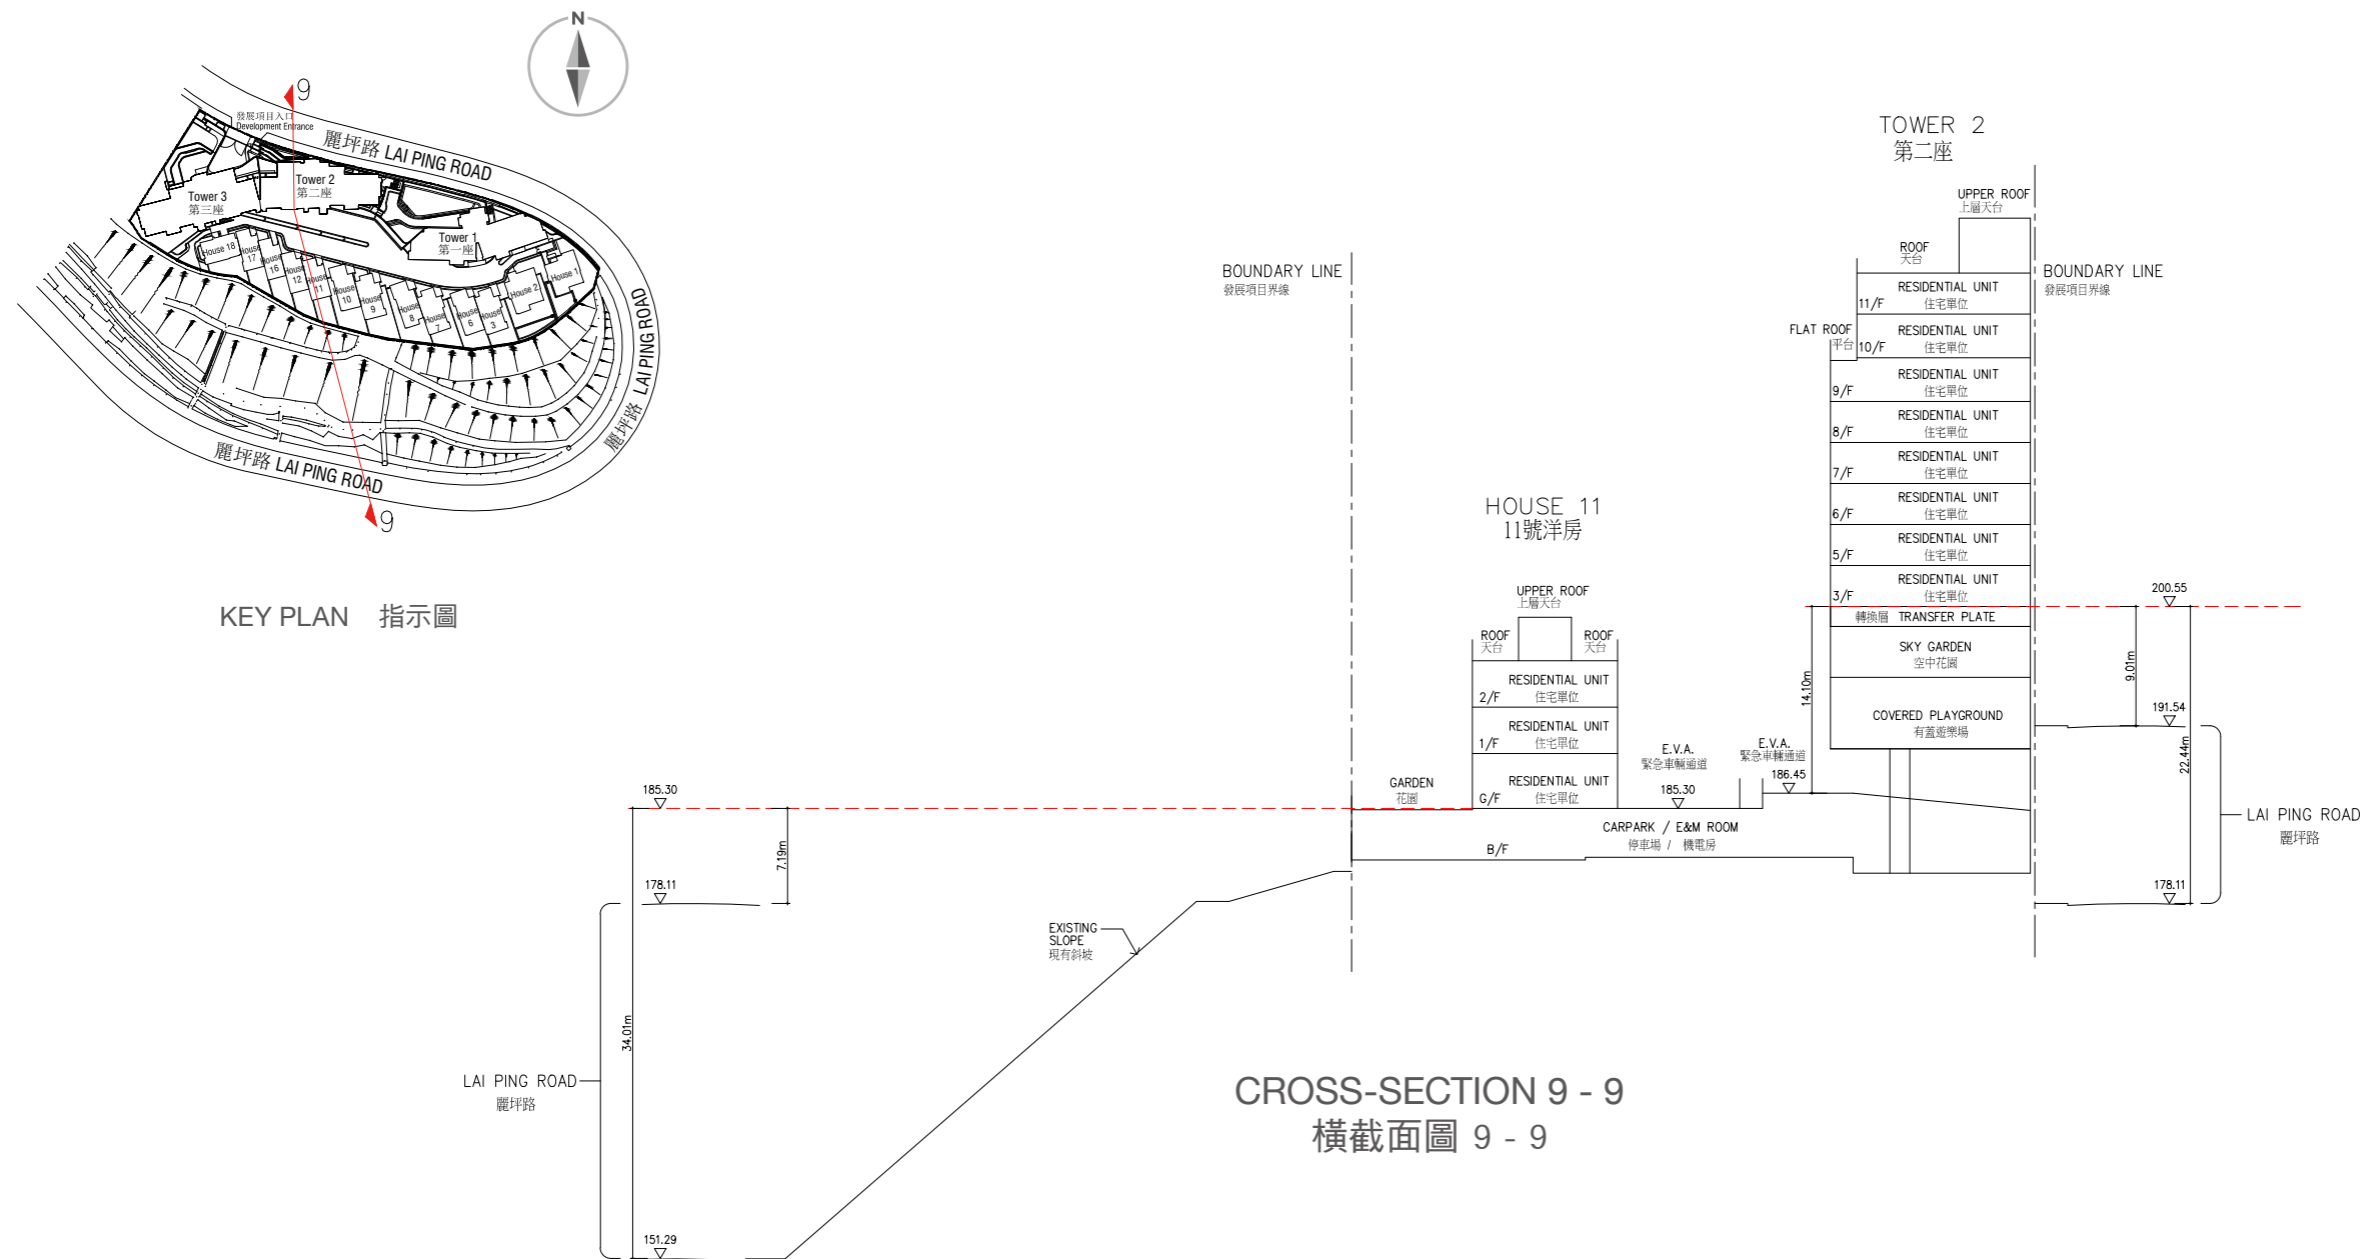 N
9
發展項目入口
Development Entrance
麗坪路 LAI PING ROAD
Tower 2
第二座
Tower 3
第三座
Tower 1
第一座
House 18
House
17
House
16
House
12
House
11
House
10
House
9
House
8
House
7
House
6
House
3
House 2
House 1
麗坪路 LAI PING ROAD
麗坪路 LAI PING ROAD
9
KEY PLAN 指示圖
TOWER 2
第二座
UPPER ROOF
上層天台
ROOF
天台
BOUNDARY LINE
發展項目界線
BOUNDARY LINE
發展項目界線
RESIDENTIAL UNIT
11/F 住宅單位
FLAT ROOF
平台
RESIDENTIAL UNIT
10/F 住宅單位
RESIDENTIAL UNIT
9/F 住宅單位
RESIDENTIAL UNIT
8/F 住宅單位
RESIDENTIAL UNIT
7/F 住宅單位
RESIDENTIAL UNIT
6/F 住宅單位
RESIDENTIAL UNIT
5/F 住宅單位
RESIDENTIAL UNIT
3/F 住宅單位
轉換層 TRANSFER PLATE
SKY GARDEN
空中花園
COVERED PLAYGROUND
有蓋遊樂場
200.55
9.01m
191.54
22.44m
LAI PING ROAD
麗坪路
178.11
14.10m
HOUSE 11
11號洋房
UPPER ROOF
上層天台
ROOF
天台
ROOF
天台
RESIDENTIAL UNIT
2/F 住宅單位
RESIDENTIAL UNIT
1/F 住宅單位
RESIDENTIAL UNIT
G/F 住宅單位
GARDEN
花園
E.V.A.
緊急車輛通道
185.30
E.V.A.
緊急車輛通道
186.45
CARPARK / E&M ROOM
停車場 / 機電房
B/F
185.30
7.19m
178.11
34.01m
EXISTING
SLOPE
現有斜坡
LAI PING ROAD
麗坪路
151.29
CROSS-SECTION 9 - 9
橫截面圖 9 - 9